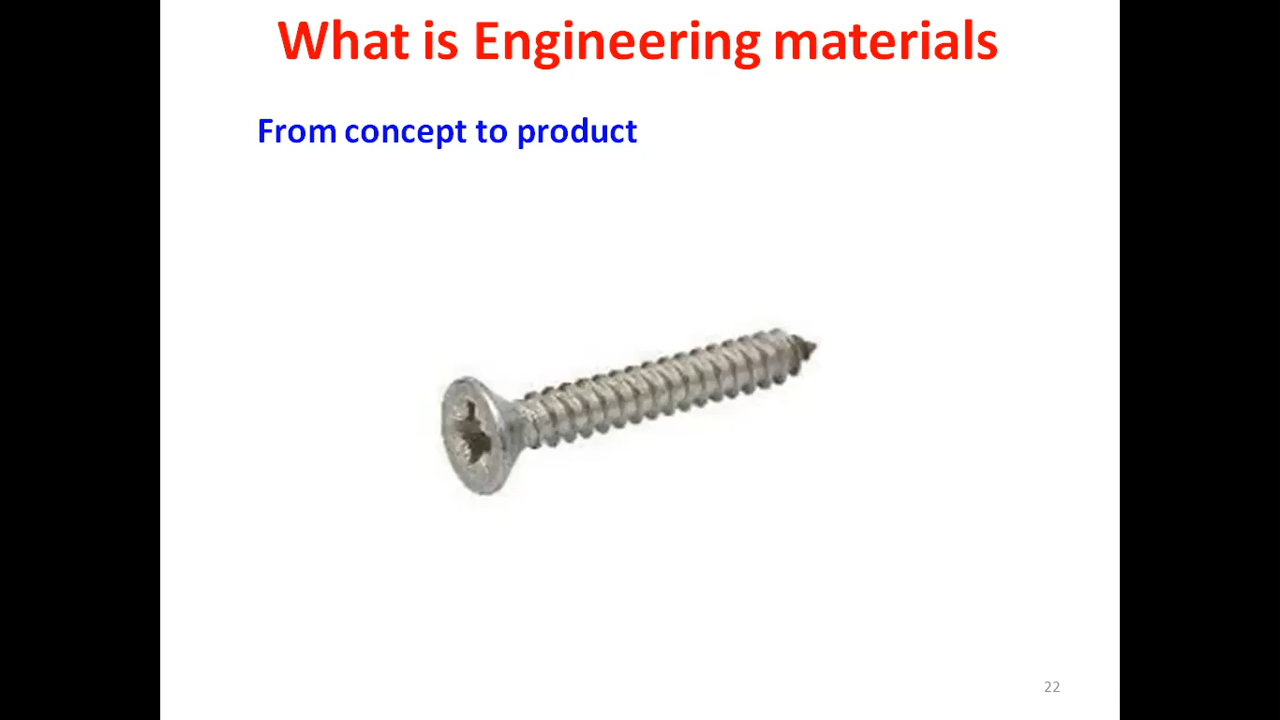 What is Engineering materials
From concept to product
22